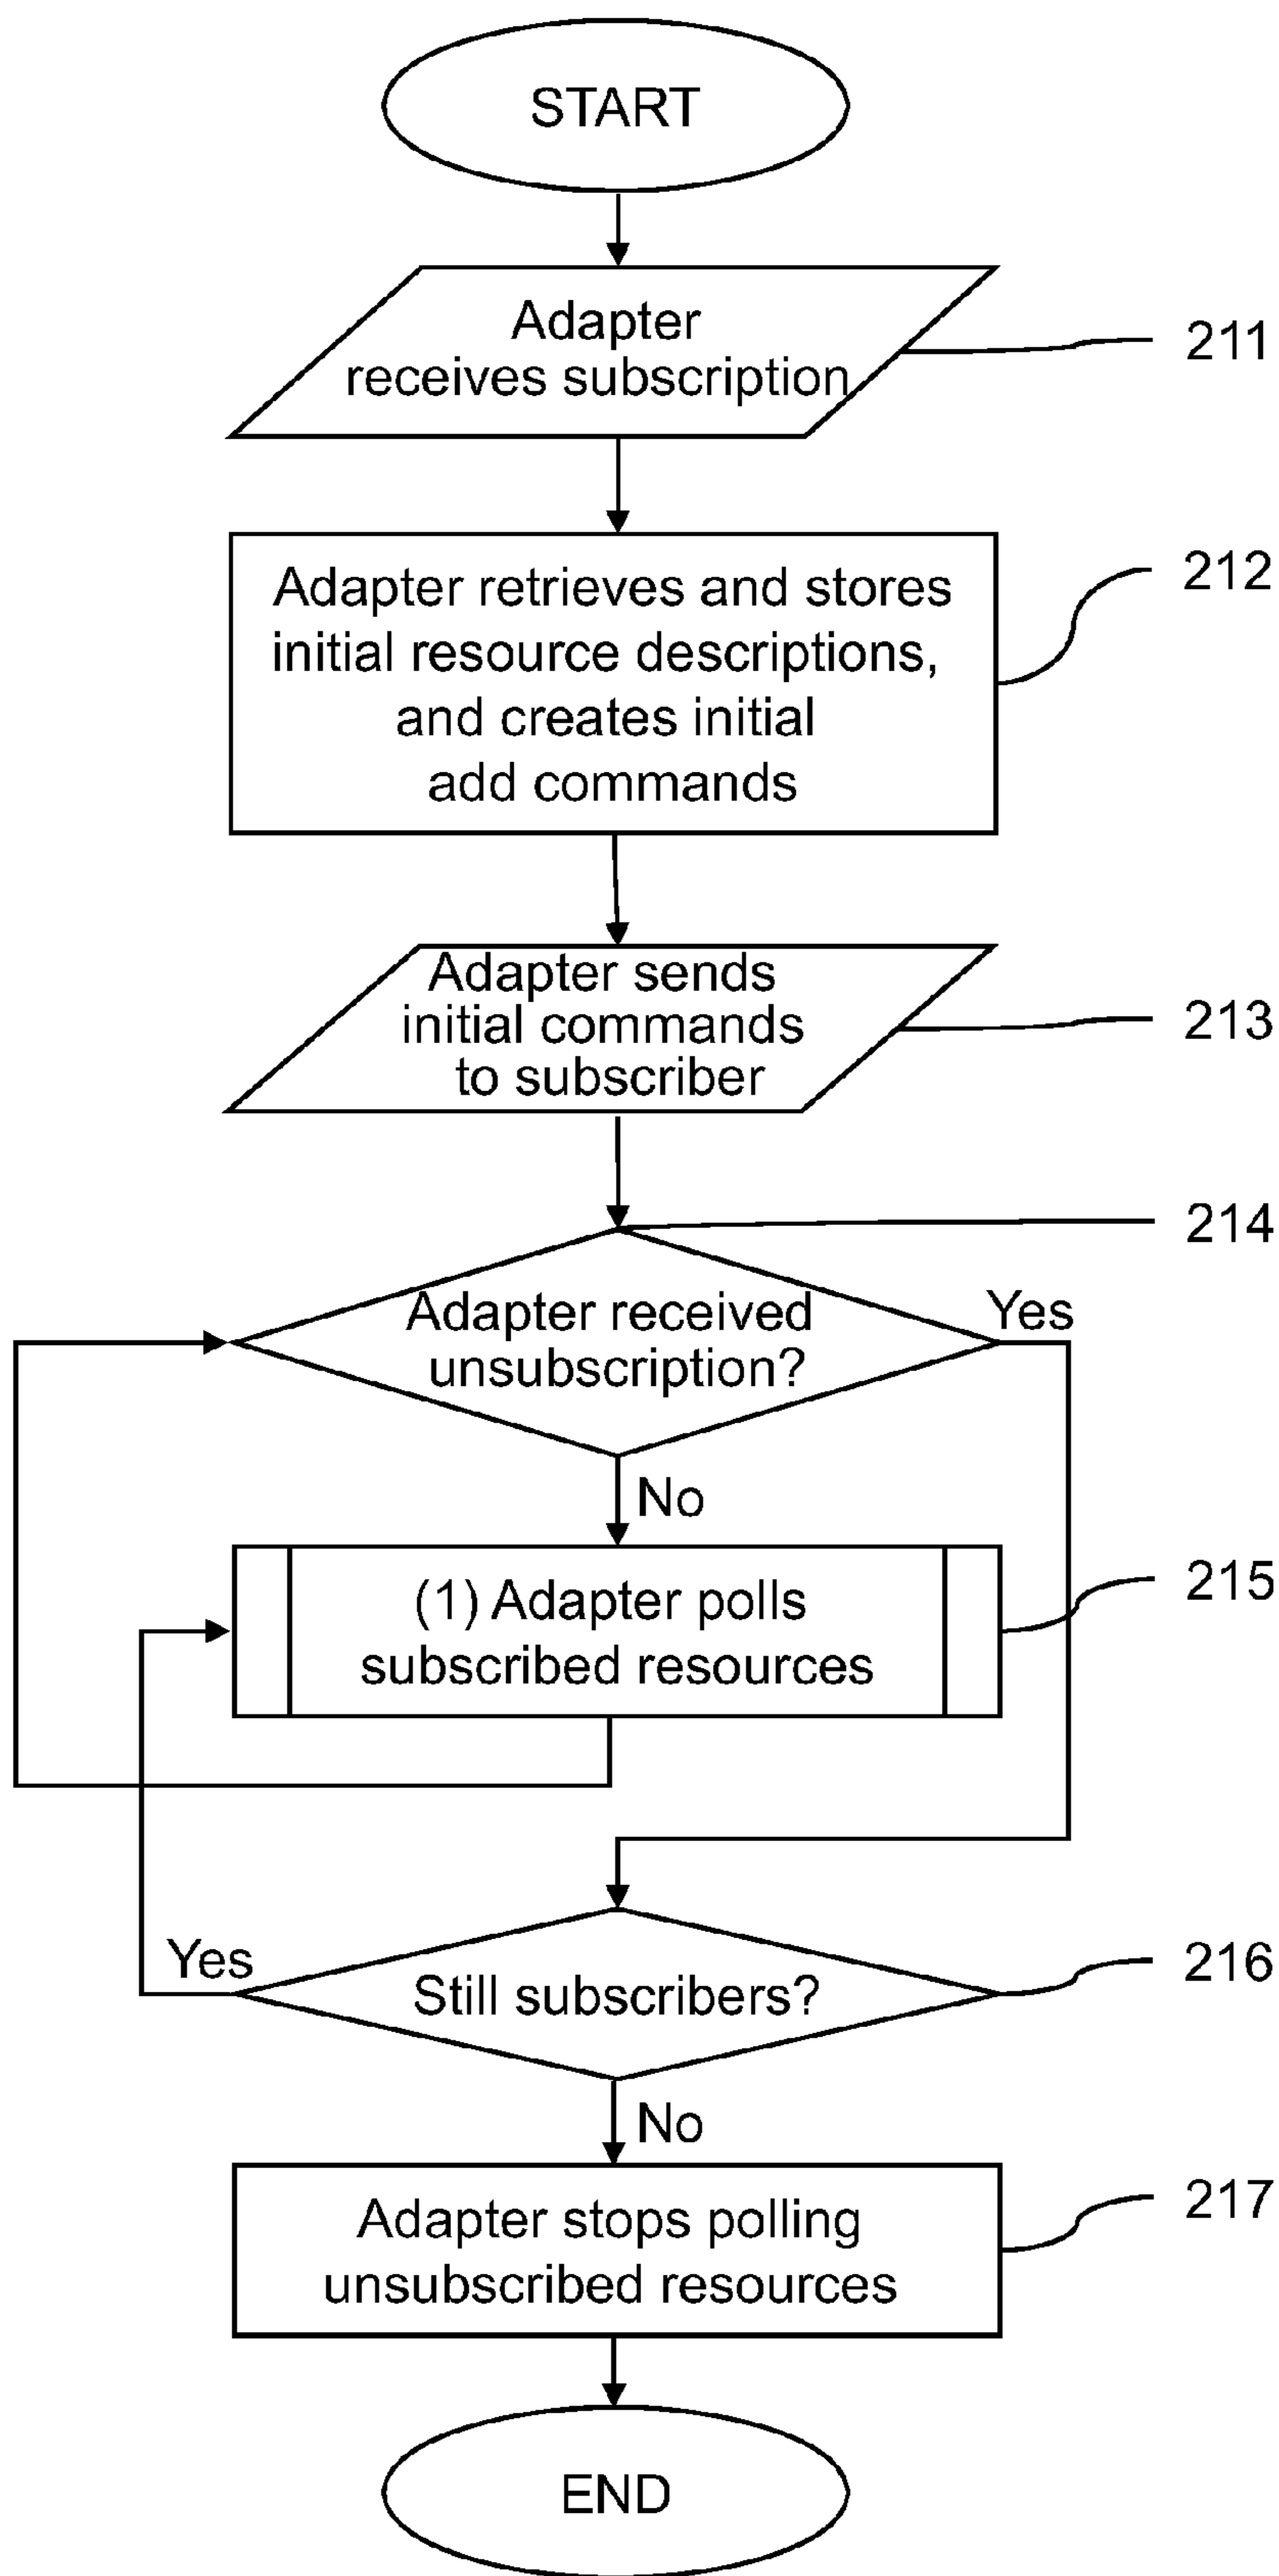 START
Adapter
receives subscription
211
Adapter retrieves and stores
initial resource descriptions,
and creates initial
add commands
212
Adapter sends
initial commands
to subscriber
213
214
Adapter received
unsubscription?
Yes
No
(1) Adapter polls
subscribed resources
215
Yes
Still subscribers?
216
No
Adapter stops polling
unsubscribed resources
217
END